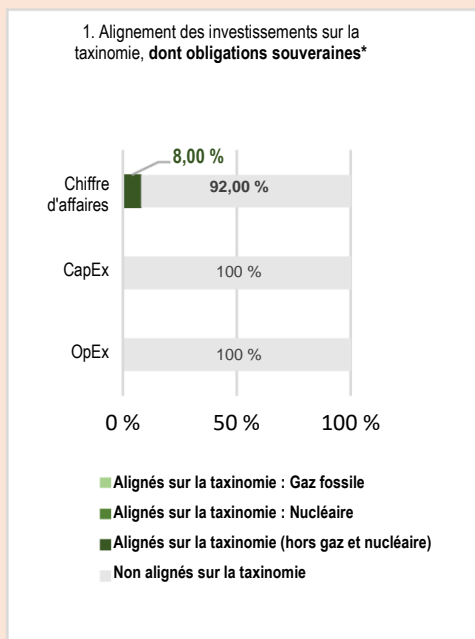 1. Alignement des investissements sur la
taxinomie, dont obligations souveraines*
8,00 %
Chiffre
d'affaires
92,00 %
CapEx
100 %
OpEx
100 %
0 %
50 %
100 %
Alignés sur la taxinomie : Gaz fossile
Alignés sur la taxinomie : Nucléaire
Alignés sur la taxinomie (hors gaz et nucléaire)
Non alignés sur la taxinomie